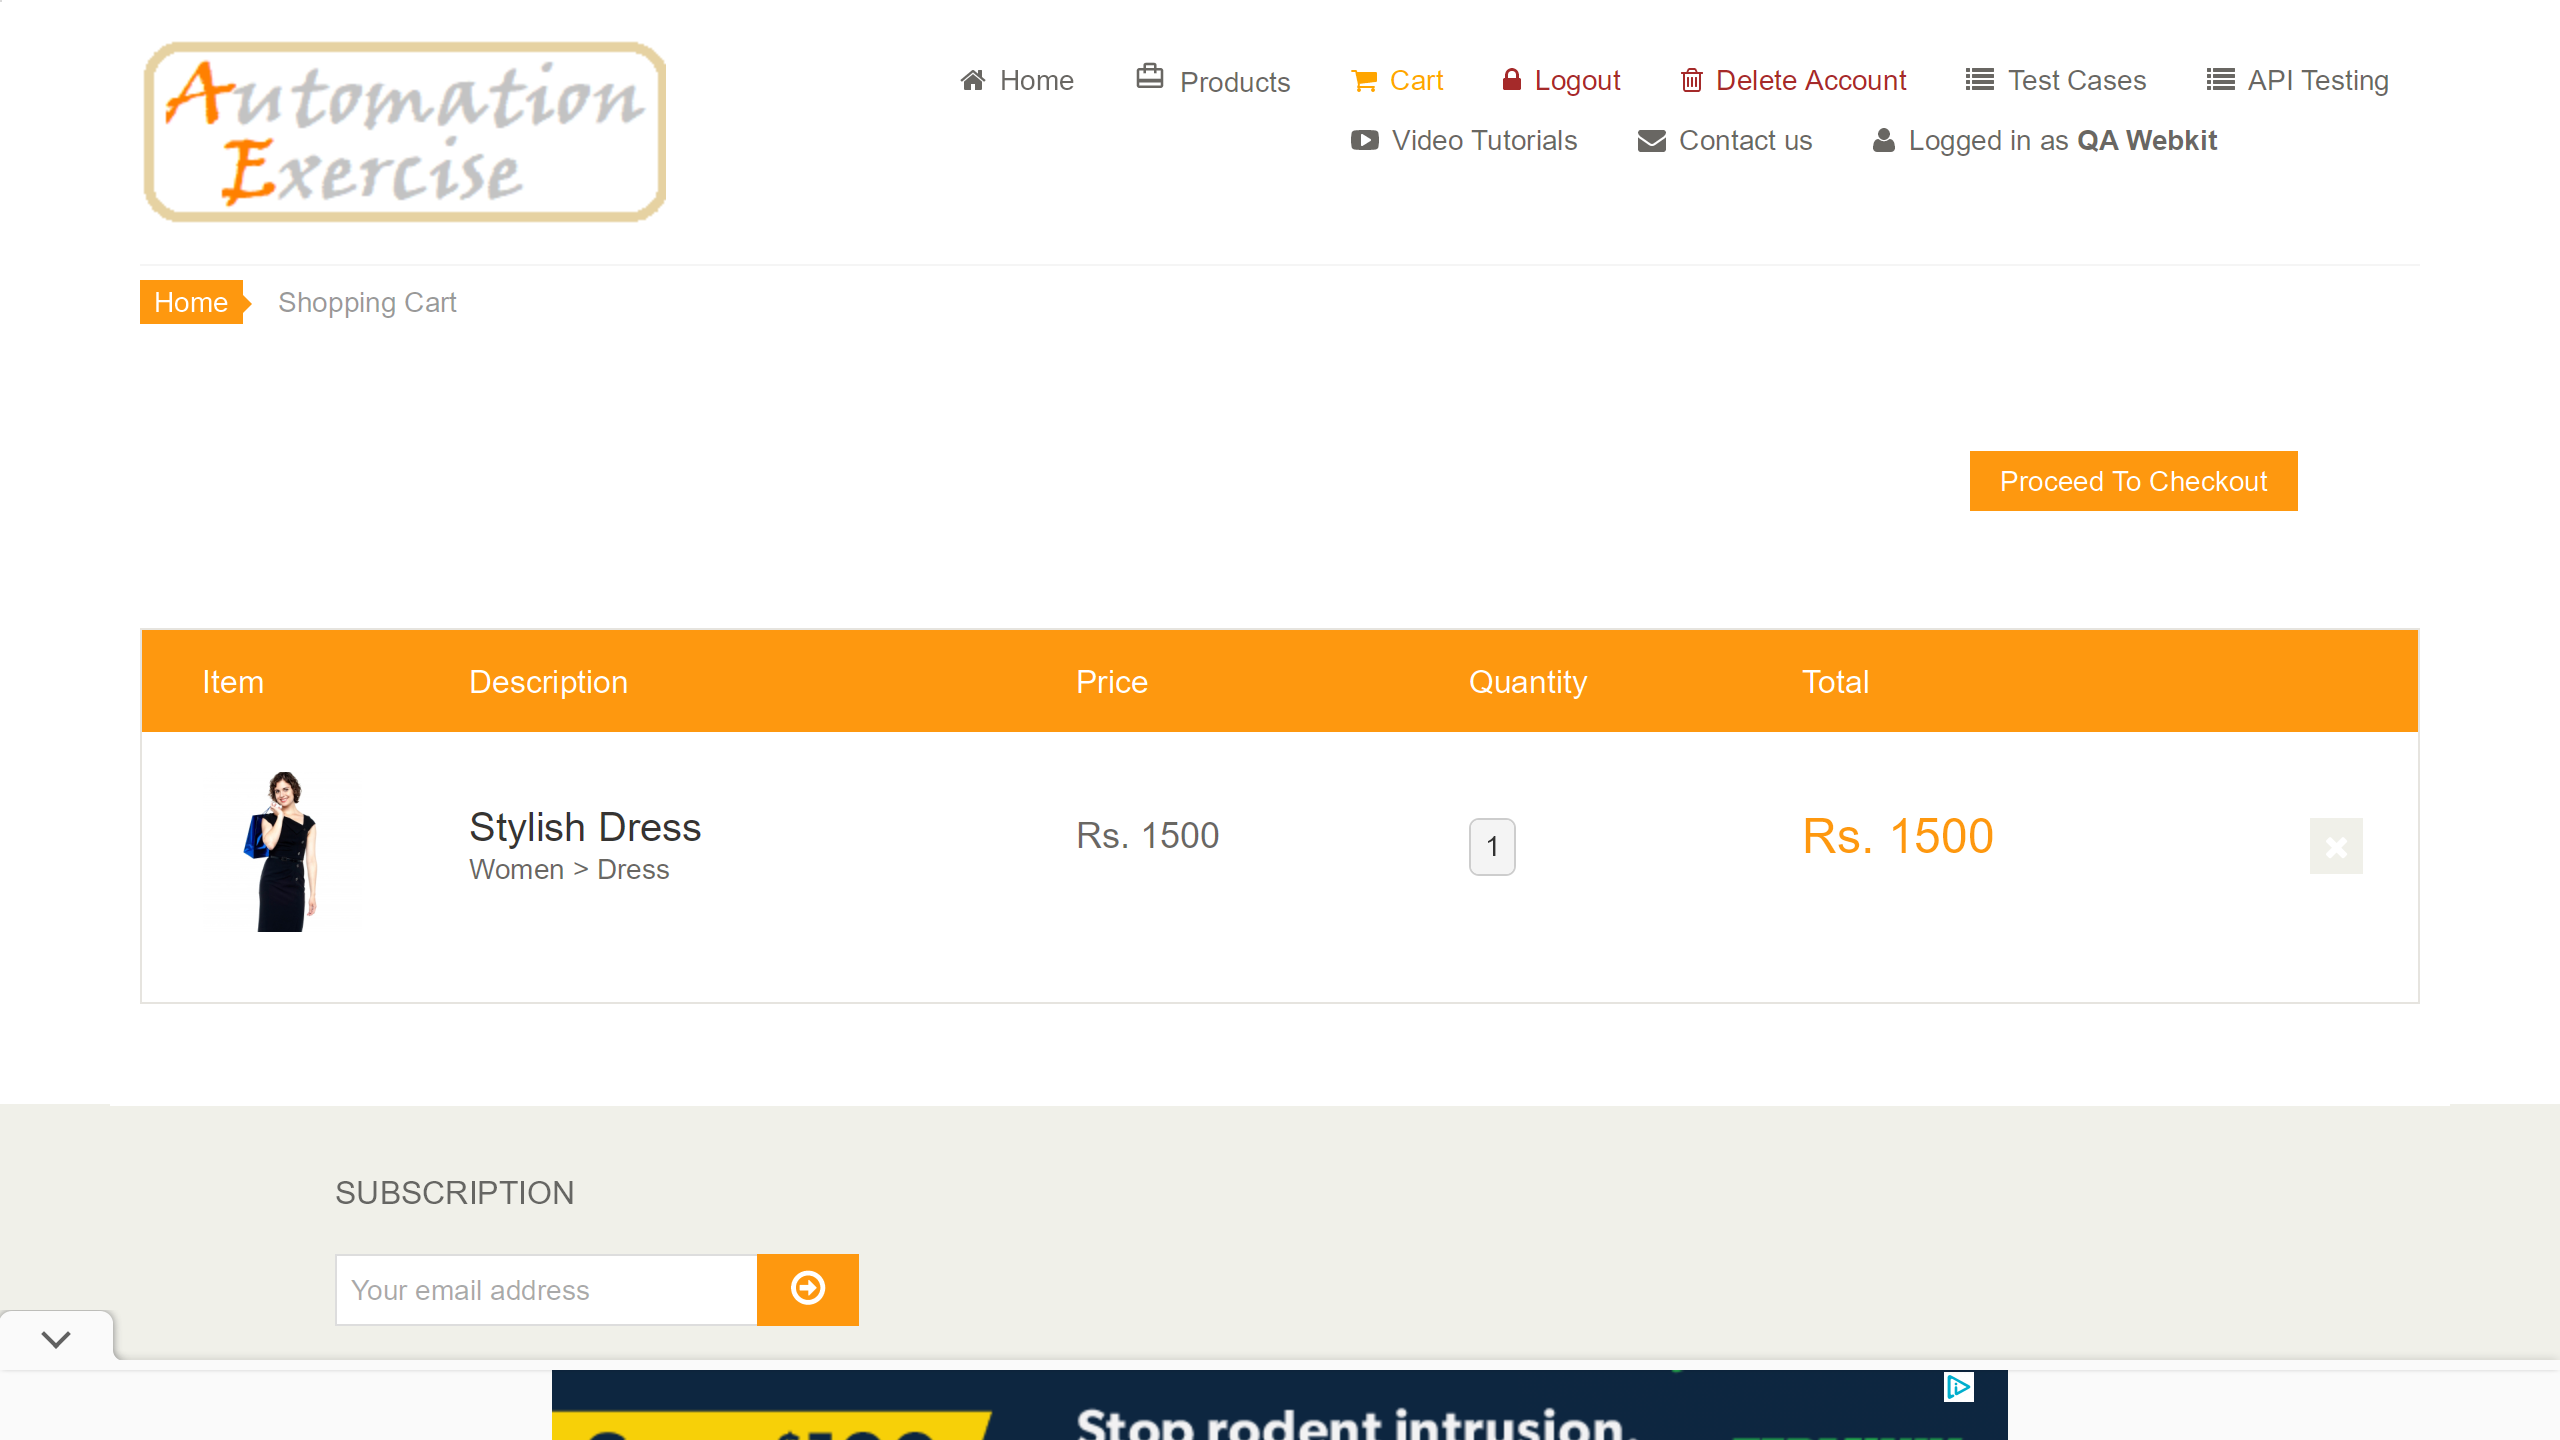 Automation
Exercise
Home
Products
Cart
Logout
Delete Account
Test Cases
API Testing
Video Tutorials
Contact us
Logged in as QA Webkit
Home
Shopping Cart
Proceed To Checkout
Item Description Price Quantity Total
Stylish Dress
Women > Dress
Rs. 1500
1
Rs. 1500
SUBSCRIPTION
Your email address
Stop rodent intrusion.